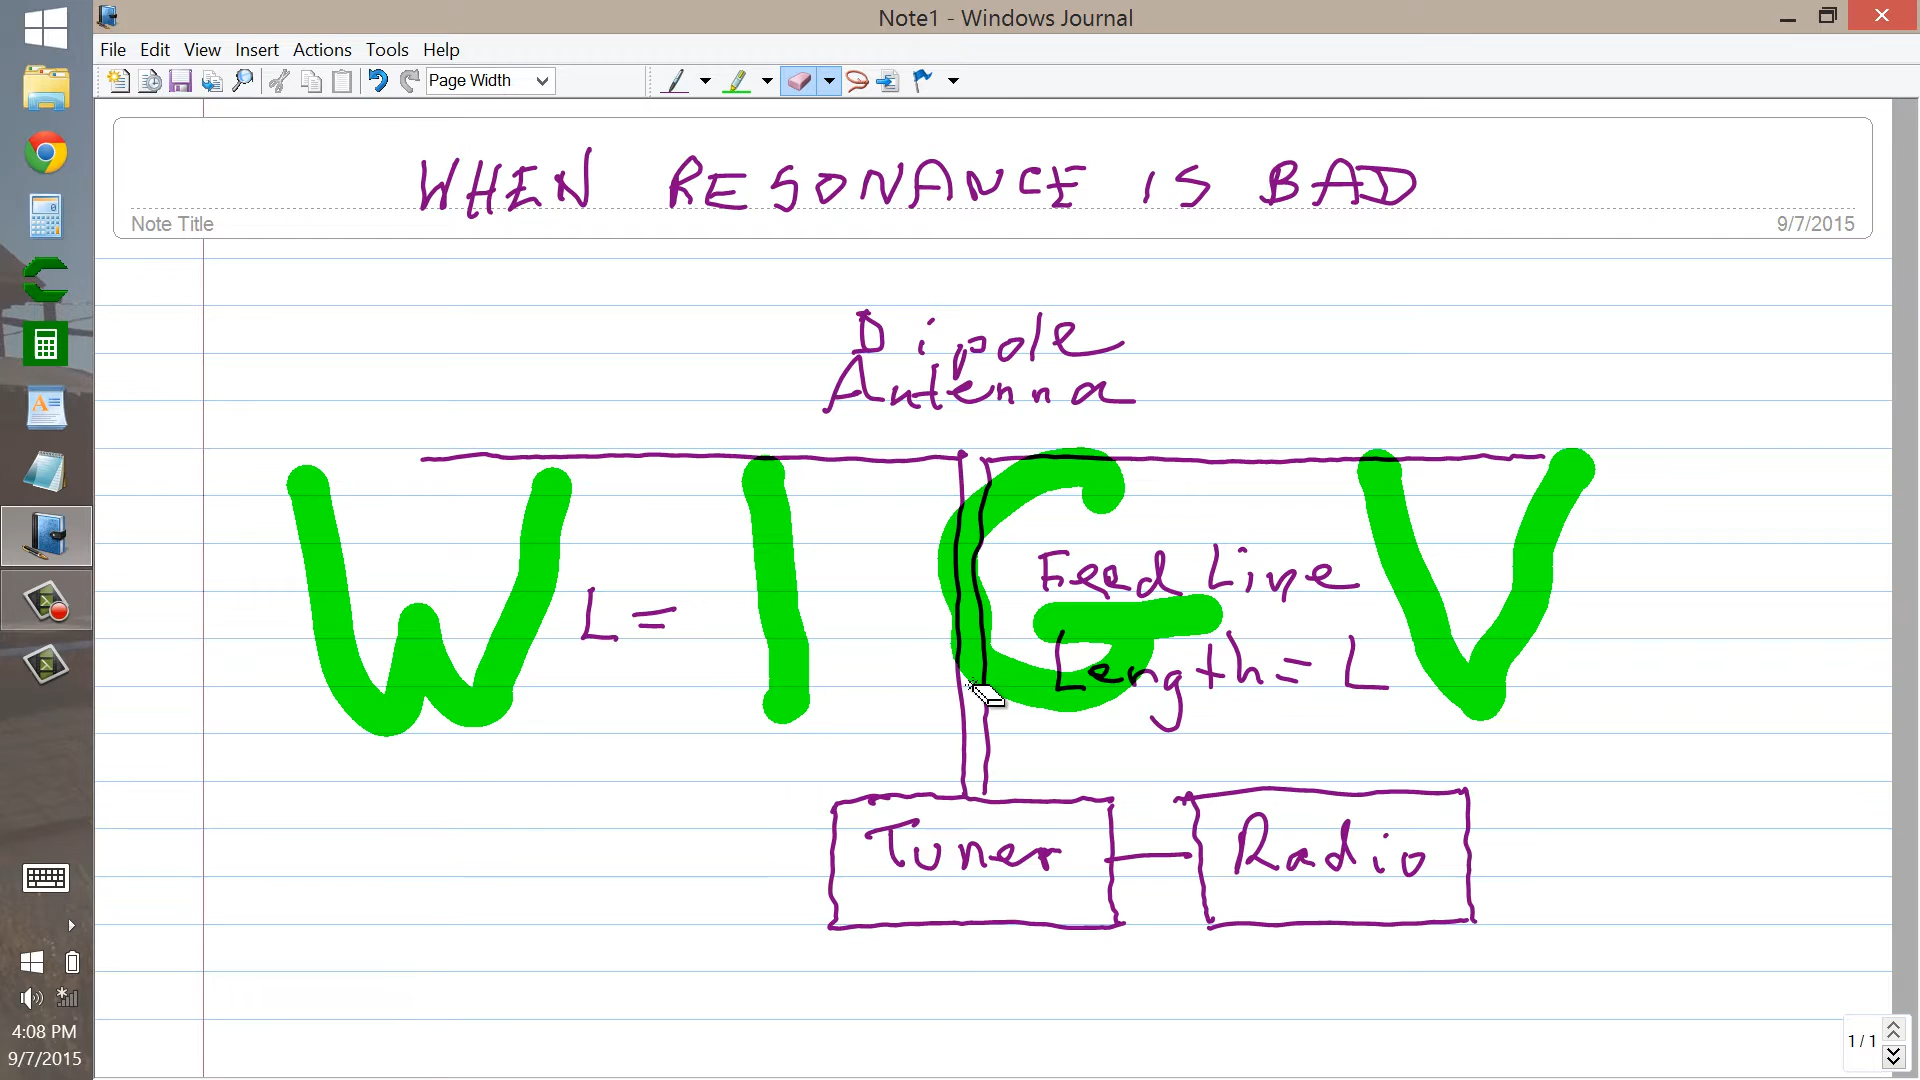 Note1 - Windows Journal
File Edit View Insert Actions Tools Help
Page Width
WHEN RESONANCE IS BAD
Note Title
9/7/2015
Dipole
Antenna
W I G V
Feed Line
L =
Length = L
Tuner
Radio
4:08 PM
9/7/2015
1 / 1